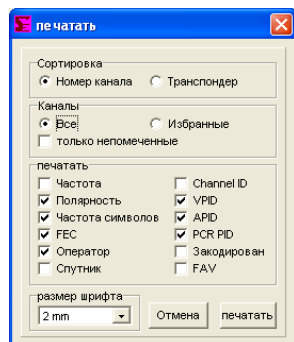 печатать
Сортировка
Номер канала Транспондер
Каналы
Все Избранные
только непомеченные
печатать
Частота Channel ID
Полярность VPID
Частота символов APID
FEC PCR PID
Оператор Закодирован
Спутник FAV
размер шрифта
2 mm Отмена печатать